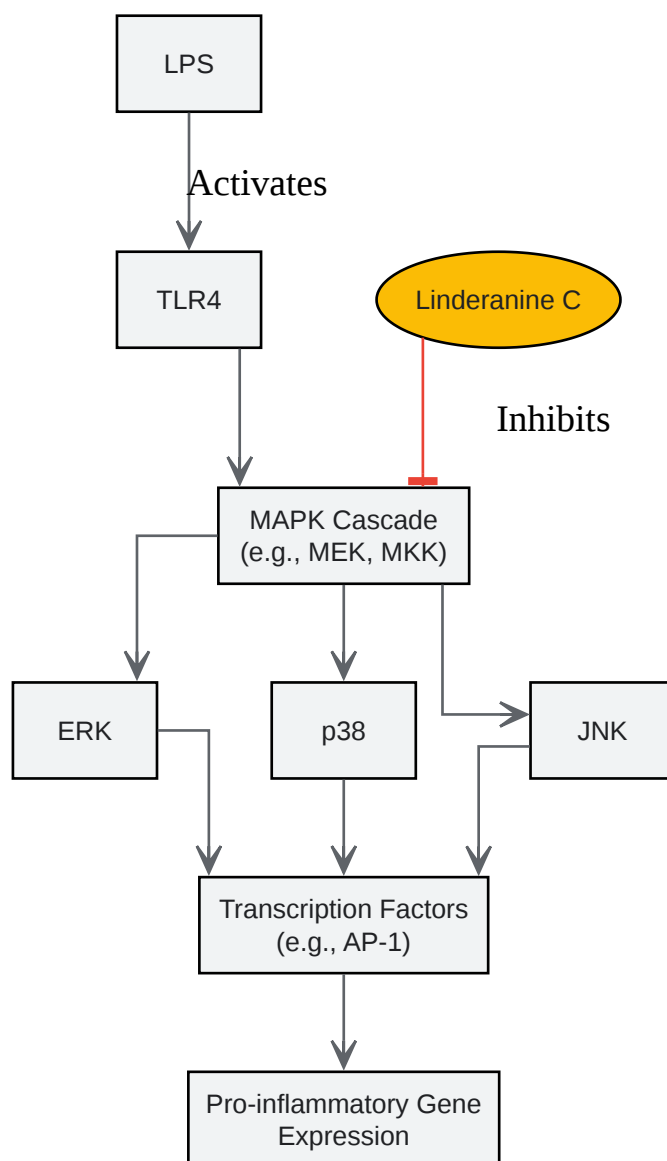 LPS
Activates
TLR4
Linderanine C
Inhibits
MAPK Cascade
(e.g., MEK, MKK)
ERK
p38
JNK
Transcription Factors
(e.g., AP-1)
Pro-inflammatory Gene
Expression